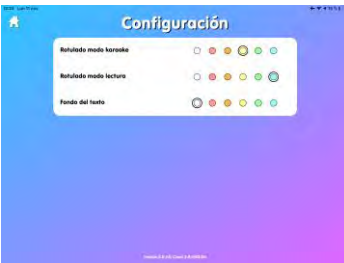 Configuración
Rotulado modo karaoke
Rotulado modo lectura
Fondo del texto